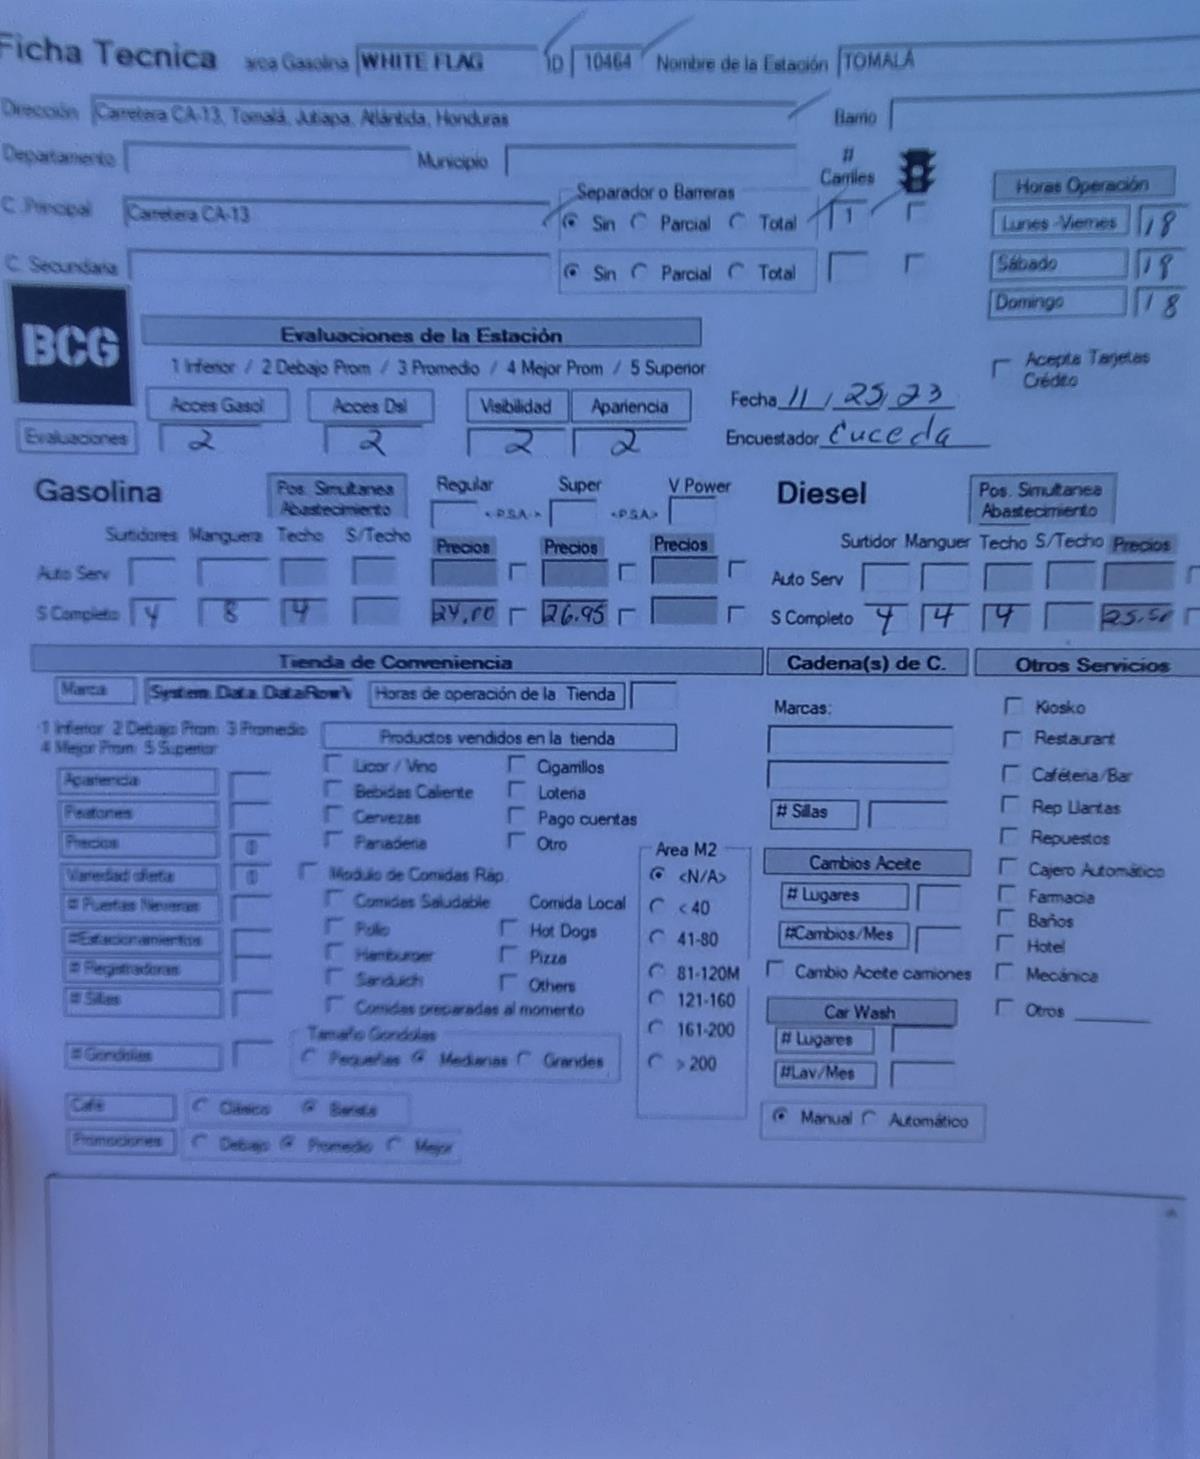 Ficha Tecnica arca Gasolina WHITE FLAG ID 10464 Nombre de la Estación TOMALÁ
Dirección Carretera CA-13, Tomalá, Jutiapa, Atlántida, Honduras Barrio
Departamento Municipio # Carriles
C. Principal Carretera CA-13 Separador o Barreras Sin Parcial Total 1
C. Secundaria Sin Parcial Total
Horas Operación
Lunes -Viernes 18
Sábado 18
Domingo 18
BCG
Evaluaciones de la Estación
1 Inferior / 2 Debajo Prom / 3 Promedio / 4 Mejor Prom / 5 Superior
Acepta Tarjetas Crédito
Acces Gasol Acces Dsl Visibilidad Apariencia
Evaluaciones 2 2 2 2
Fecha 11 / 25 / 23
Encuestador Euceda
Gasolina Pos. Simultanea Abastecimiento Regular Super V Power
<-P.S.A.-> <P.S.A>
Surtidores Manguera Techo S/Techo Precios Precios Precios
Auto Serv
S Completo 4 8 4 26.95
Diesel Pos. Simultanea Abastecimiento
Surtidor Manguer Techo S/Techo Precios
Auto Serv
S Completo 4 4 4 25.50
Tienda de Conveniencia
Marca System.Data.DataRowV Horas de operación de la Tienda
1 Inferior 2 Debajo Prom 3 Promedio
4 Mejor Prom 5 Superior
Productos vendidos en la tienda
Apariencia
Peatones
Precios 0
Variedad oferta 0
# Puertas Neveras
#Estacionamientos
# Registradoras
# Sillas
# Gondolas
Licor / Vino Cigarrillos
Bebidas Caliente Loteria
Cervezas Pago cuentas
Panaderia Otro
Modulo de Comidas Ráp.
Comidas Saludable Comida Local
Pollo Hot Dogs
Hamburger Pizza
Sanduich Others
Comidas preparadas al momento
Tamaño Gondolas
Pequeñas Medianas Grandes
Area M2
<N/A>
< 40
41-80
81-120M
121-160
161-200
> 200
Café Clásico Barista
Promociones Debajo Promedio Mejor
Cadena(s) de C.
Marcas:
# Sillas
Cambios Aceite
# Lugares
#Cambios/Mes
Cambio Aceite camiones
Car Wash
# Lugares
#Lav/Mes
Manual Automático
Otros Servicios
Kiosko
Restaurant
Caféteria/Bar
Rep Llantas
Repuestos
Cajero Automático
Farmacia
Baños
Hotel
Mecánica
Otros